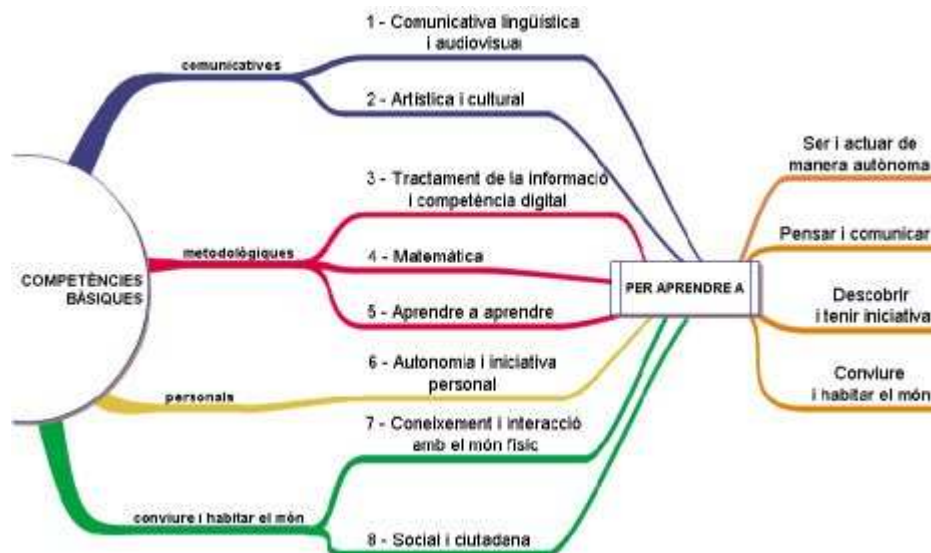 COMPETÈNCIES
BÀSIQUES
comunicatives
1 - Comunicativa lingüística
i audiovisual
2 - Artística i cultural
metodològiques
3 - Tractament de la informació
i competència digital
4 - Matemàtica
5 - Aprendre a aprendre
personals
6 - Autonomia i iniciativa
personal
conviure i habitar el món
7 - Coneixement i interacció
amb el món físic
8 - Social i ciutadana
PER APRENDRE A
Ser i actuar de
manera autònoma
Pensar i comunicar
Descobrir
i tenir iniciativa
Conviure
i habitar el món